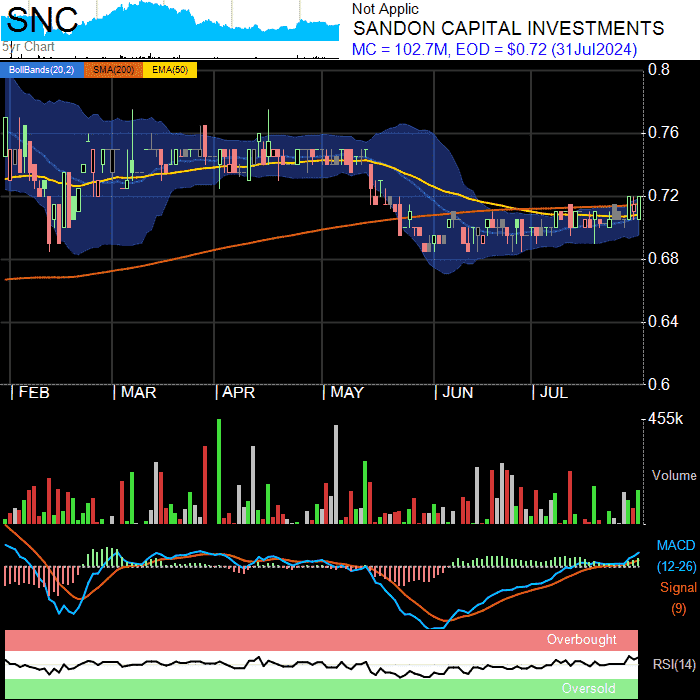 SNC
5yr Chart
Not Applic
SANDON CAPITAL INVESTMENTS
MC = 102.7M, EOD = $0.72 (31Jul2024)
BollBands(20,2) SMA(200) EMA(50)
0.8
0.76
0.72
0.68
0.64
0.6
FEB MAR APR MAY JUN JUL
455k
Volume
MACD
(12-26)
Signal
(9)
Overbought
RSI(14)
Oversold